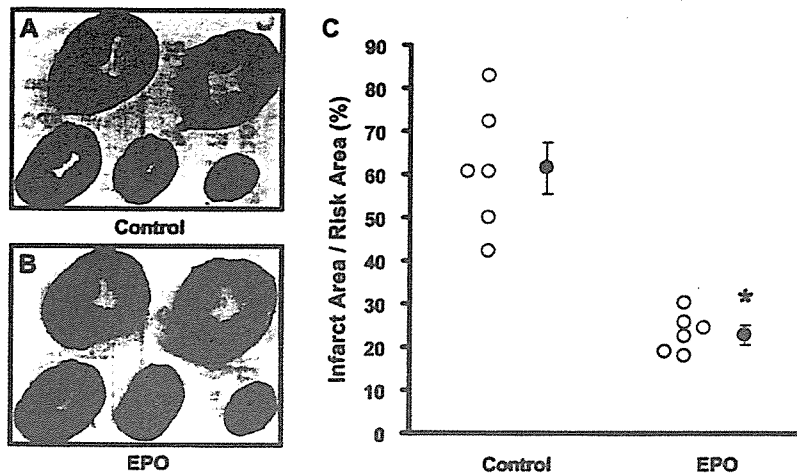 A
Control
B
EPO
C
Infarct Area / Risk Area (%)
90
80
70
60
50
40
30
20
10
0
*
Control
EPO